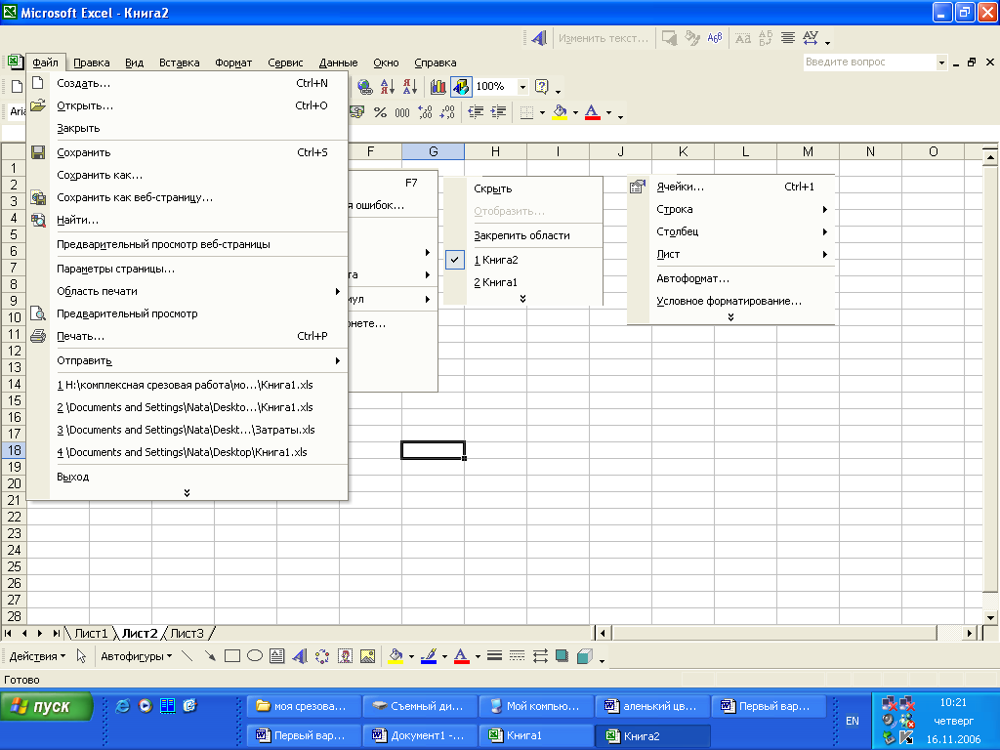 Microsoft Excel - Книга2
Изменить текст...
Файл Правка Вид Вставка Формат Сервис Данные Окно Справка
Введите вопрос
100%
Aria
% 000
Создать... Ctrl+N
Открыть... Ctrl+O
Закрыть
Сохранить Ctrl+S
Сохранить как...
Сохранить как веб-страницу...
Найти...
Предварительный просмотр веб-страницы
Параметры страницы...
Область печати
Предварительный просмотр
Печать... Ctrl+P
Отправить
1 H:\комплексная срезовая работа\мо...\Книга1.xls
2 \Documents and Settings\Nata\Deskto...\Книга1.xls
3 \Documents and Settings\Nata\Deskt...\Затраты.xls
4 \Documents and Settings\Nata\Desktop\Книга1.xls
Выход
F7
я ошибок...
та
мул
рнете...
Скрыть
Отобразить...
Закрепить области
1 Книга2
2 Книга1
Ячейки... Ctrl+1
Строка
Столбец
Лист
Автоформат...
Условное форматирование...
F G H I J K L M N O
1
2
3
4
5
6
7
8
9
10
11
12
13
14
15
16
17
18
19
20
21
22
23
24
25
26
27
28
Лист1 Лист2 Лист3
Действия Автофигуры
Готово
пуск
моя срезова... Съемный ди... Мой компью... аленький цв... Первый вар...
Первый вар... Документ1 -... Книга1 Книга2
EN
10:21
четверг
16.11.2006